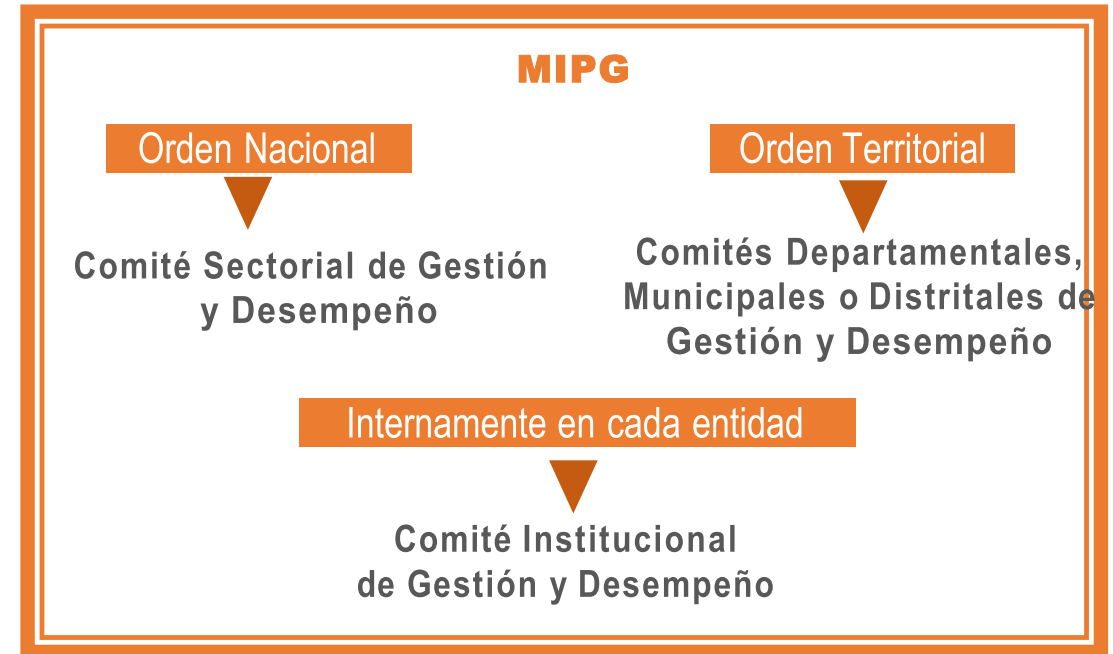 MIPG
Orden Nacional
Comité Sectorial de Gestión
y Desempeño
Orden Territorial
Comités Departamentales,
Municipales o Distritales de
Gestión y Desempeño
Internamente en cada entidad
Comité Institucional
de Gestión y Desempeño